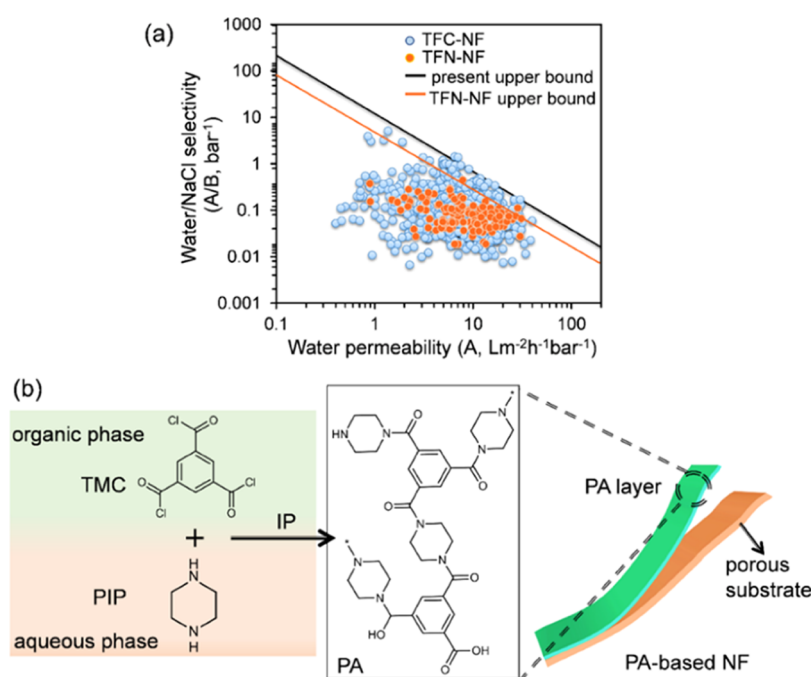 (a)
TFC-NF
TFN-NF
present upper bound
TFN-NF upper bound
Water/NaCl selectivity
(A/B, bar⁻¹)
1000
100
10
1
0.1
0.01
0.001
0.1
1
10
100
Water permeability (A, Lm⁻²h⁻¹bar⁻¹)
(b)
organic phase
TMC
Cl
O
O
Cl
Cl
O
+
PIP
H
N
N
H
aqueous phase
IP
*
N
HN
N
O
N
O
O
N
N
*
N
O
N
HO
OH
O
PA
PA layer
porous
substrate
PA-based NF